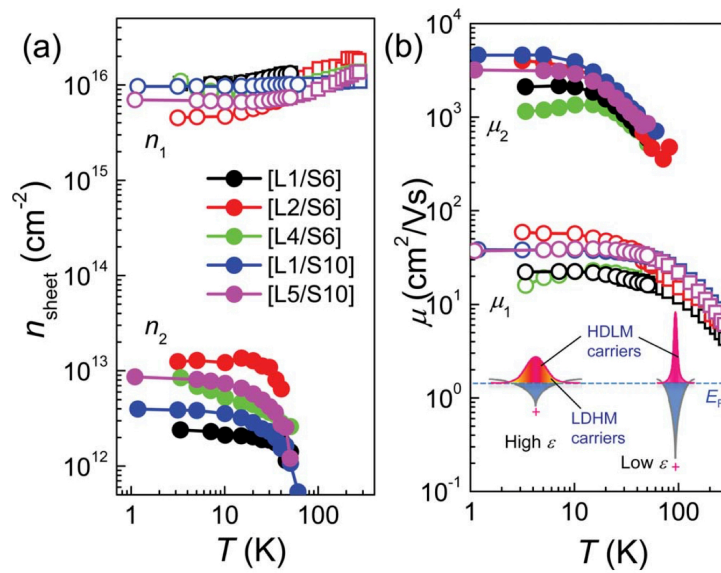 (a)
10^16
10^15
10^14
10^13
10^12
n_sheet (cm^-2)
n_1
[L1/S6]
[L2/S6]
[L4/S6]
[L1/S10]
[L5/S10]
n_2
1
10
100
T (K)
(b)
10^4
10^3
10^2
10^1
10^0
10^-1
μ (cm^2/Vs)
μ_2
μ_1
HDLM
carriers
E_F
LDHM
carriers
High ε
Low ε
1
10
100
T (K)